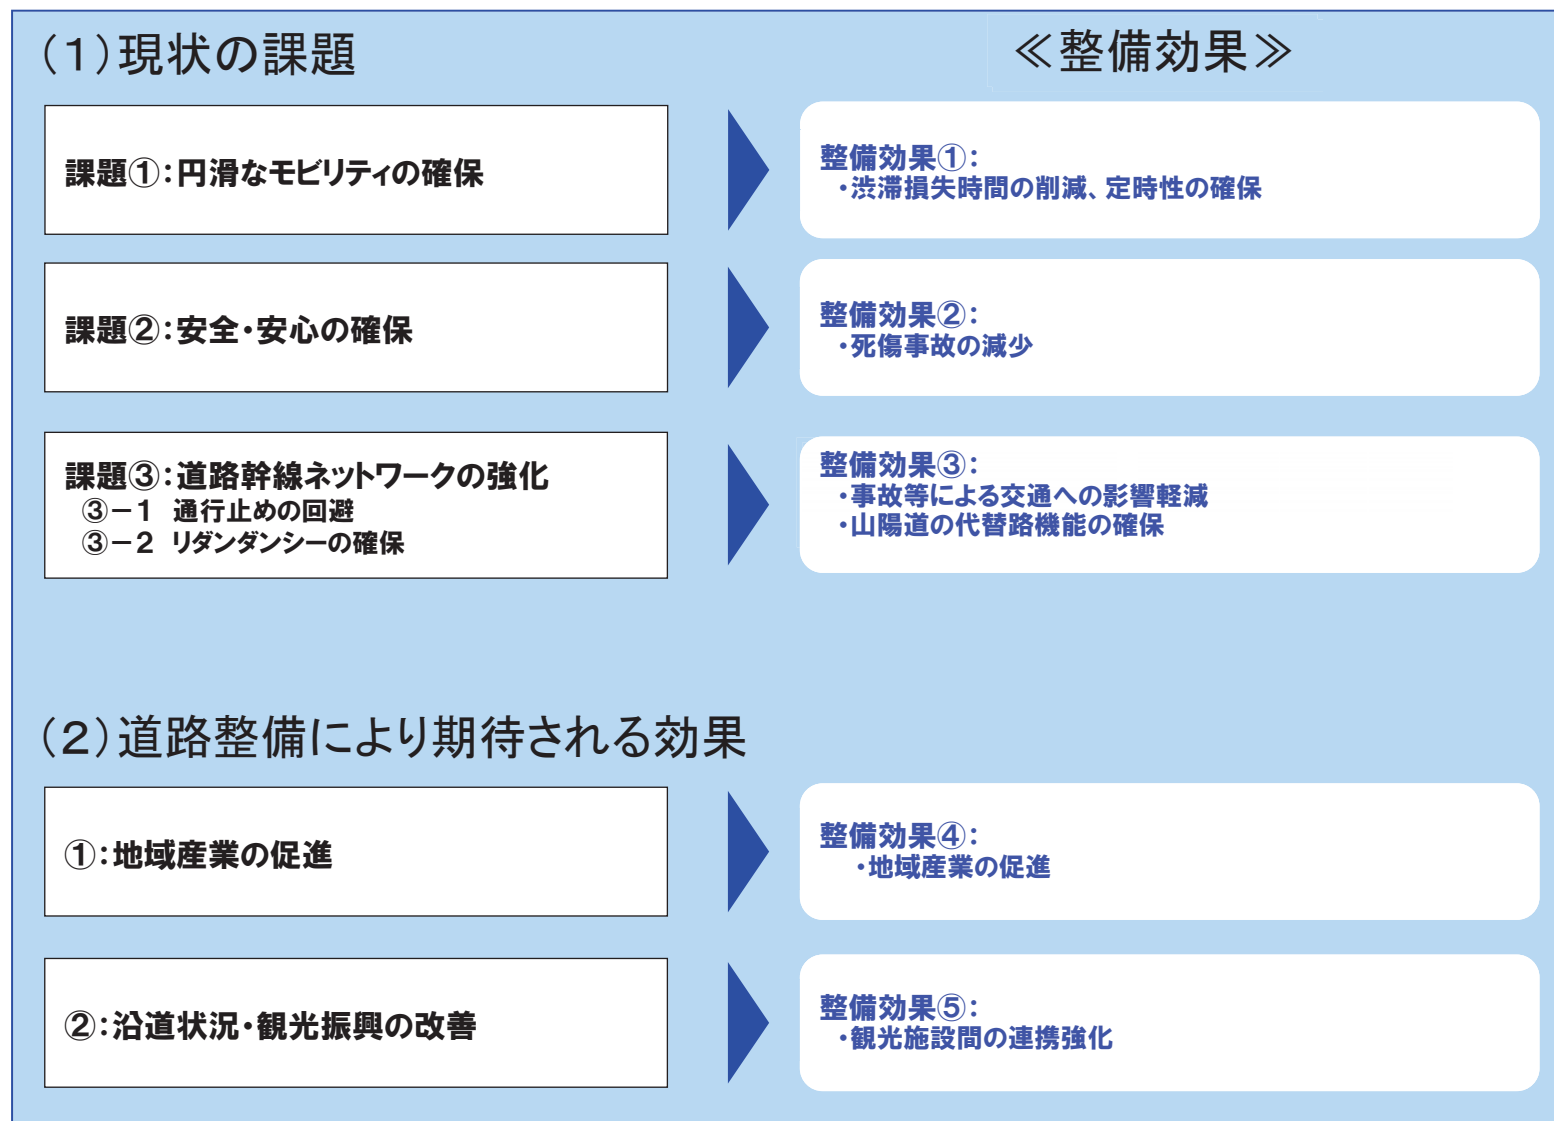 （１）現状の課題
≪整備効果≫
課題①：円滑なモビリティの確保
整備効果①：
・渋滞損失時間の削減、定時性の確保
課題②：安全・安心の確保
整備効果②：
・死傷事故の減少
課題③：道路幹線ネットワークの強化
③－１　通行止めの回避
③－２　リダンダンシーの確保
整備効果③：
・事故等による交通への影響軽減
・山陽道の代替路機能の確保
（２）道路整備により期待される効果
①：地域産業の促進
整備効果④：
・地域産業の促進
②：沿道状況・観光振興の改善
整備効果⑤：
・観光施設間の連携強化